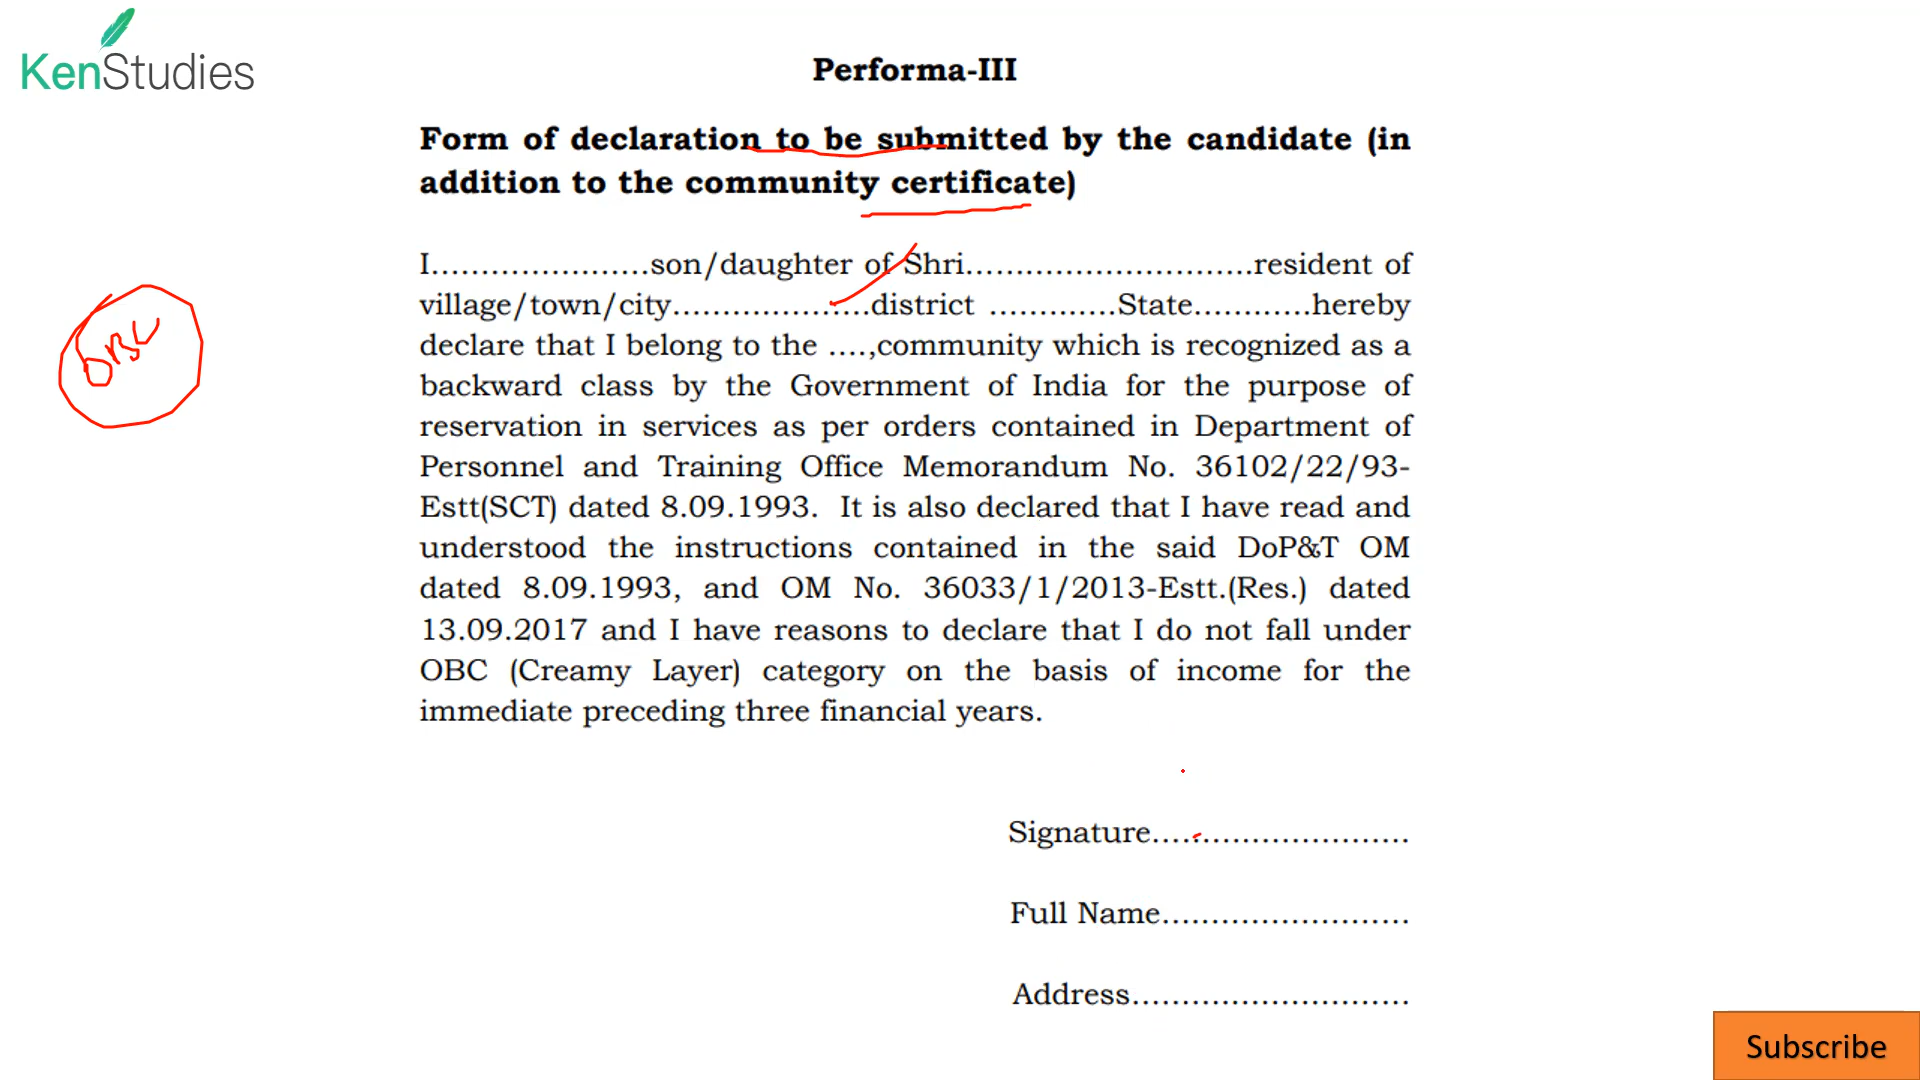 KenStudies
Performa-III
Form of declaration to be submitted by the candidate (in
addition to the community certificate)
I......................son/daughter of Shri.............................resident of
village/town/city....................district .............State............hereby
declare that I belong to the ....,community which is recognized as a
backward class by the Government of India for the purpose of
reservation in services as per orders contained in Department of
Personnel and Training Office Memorandum No. 36102/22/93-
Estt(SCT) dated 8.09.1993. It is also declared that I have read and
understood the instructions contained in the said DoP&T OM
dated 8.09.1993, and OM No. 36033/1/2013-Estt.(Res.) dated
13.09.2017 and I have reasons to declare that I do not fall under
OBC (Creamy Layer) category on the basis of income for the
immediate preceding three financial years.
OBC
Signature..........................
Full Name.........................
Address............................
Subscribe